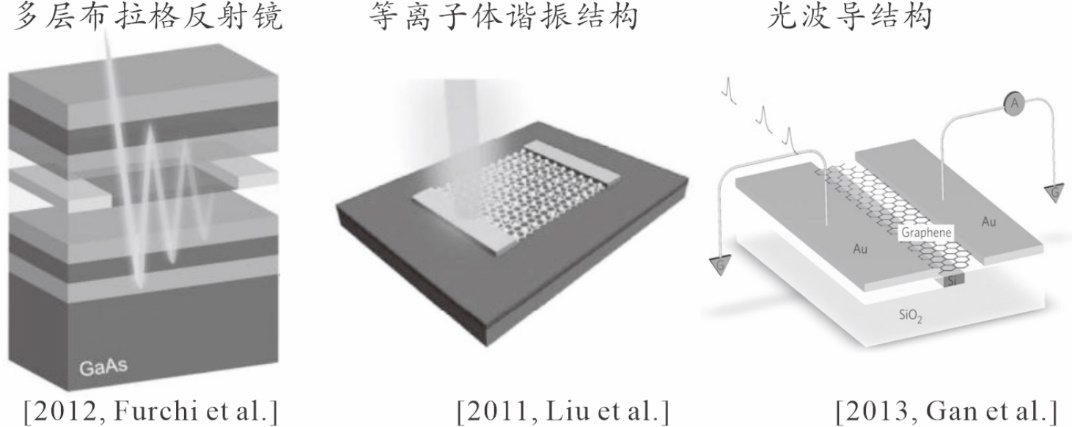 多层布拉格反射镜
等离子体谐振结构
光波导结构
GaAs
A
G
G
Au
Graphene
Au
Si
SiO₂
[2012, Furchi et al.]
[2011, Liu et al.]
[2013, Gan et al.]